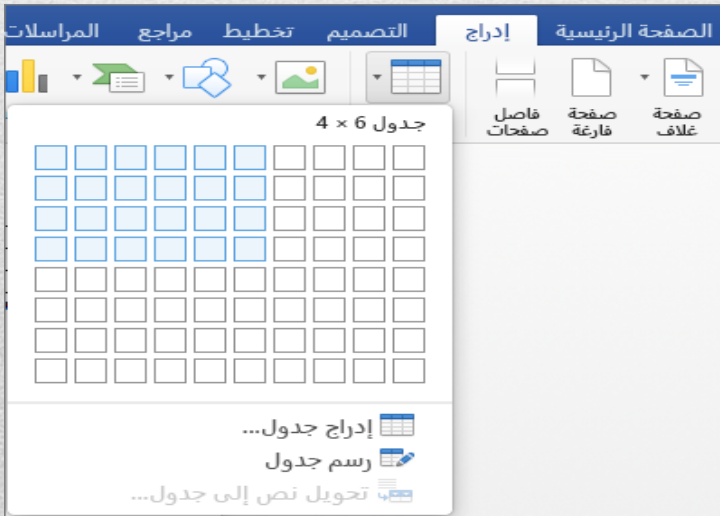 الصفحة الرئيسية إدراج التصميم تخطيط مراجع المراسلات
صفحة غلاف
صفحة فارغة
فاصل صفحات
جدول 6 × 4
إدراج جدول...
رسم جدول
تحويل نص إلى جدول...